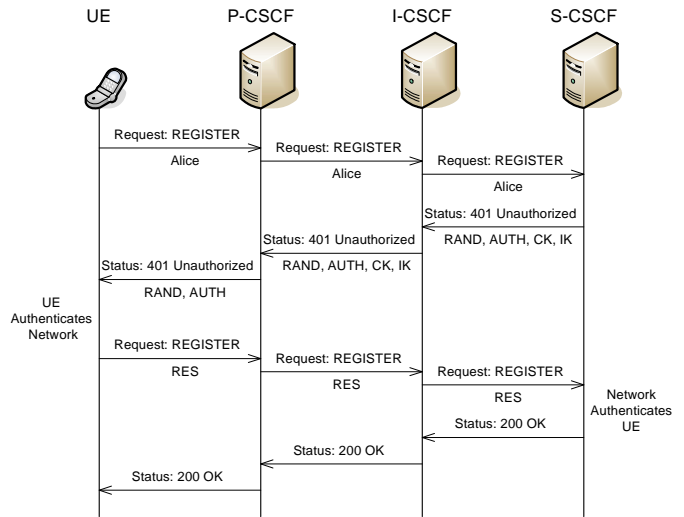 UE P-CSCF I-CSCF S-CSCF
Request: REGISTER
Alice
Request: REGISTER
Alice
Request: REGISTER
Alice
Status: 401 Unauthorized
RAND, AUTH, CK, IK
Status: 401 Unauthorized
RAND, AUTH, CK, IK
Status: 401 Unauthorized
RAND, AUTH
UE
Authenticates
Network
Request: REGISTER
RES
Request: REGISTER
RES
Request: REGISTER
RES
Network
Authenticates
UE
Status: 200 OK
Status: 200 OK
Status: 200 OK